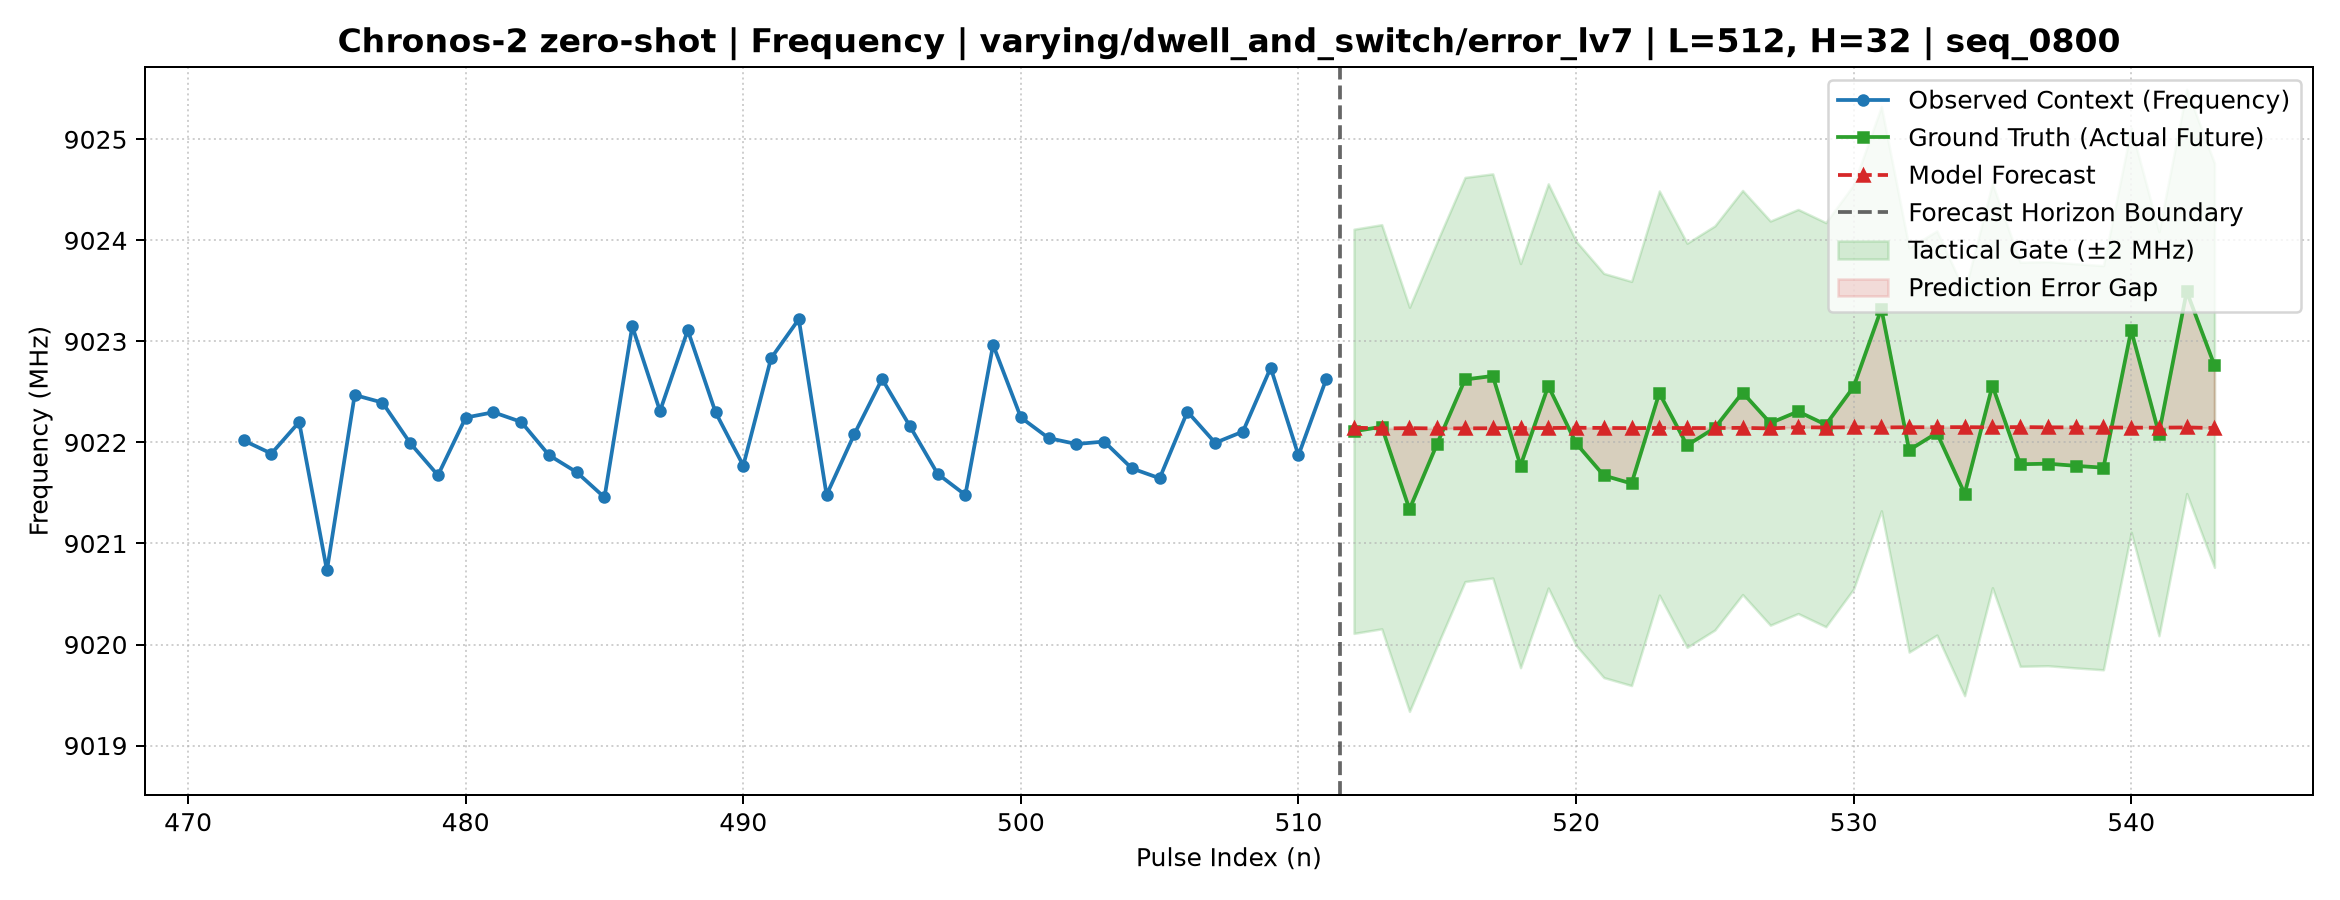 Chronos-2 zero-shot | Frequency | varying/dwell_and_switch/error_lv7 | L=512, H=32 | seq_0800
Observed Context (Frequency)
Ground Truth (Actual Future)
Model Forecast
Forecast Horizon Boundary
Tactical Gate (±2 MHz)
Prediction Error Gap
Frequency (MHz)
9025
9024
9023
9022
9021
9020
9019
470 480 490 500 510 520 530 540
Pulse Index (n)